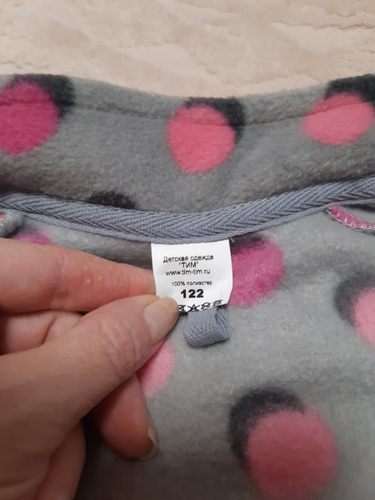 Детская одежда
"ТИМ"
www.tim-tim.ru
100% полиэстер
122